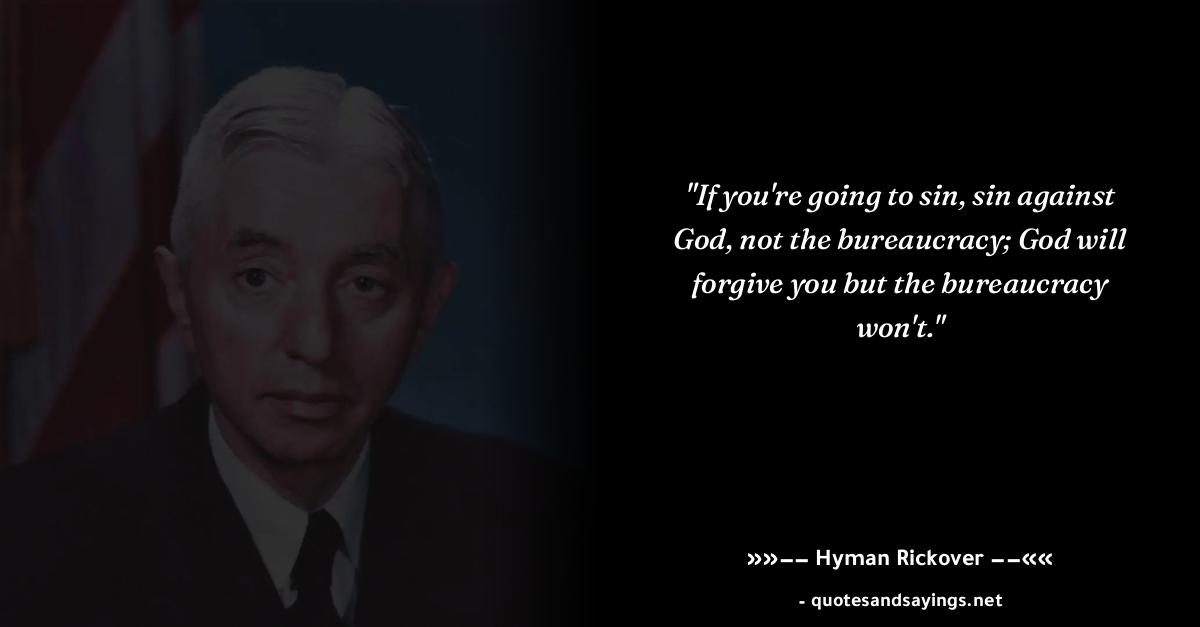 "If you're going to sin, sin against
God, not the bureaucracy; God will
forgive you but the bureaucracy
won't."
»»−− Hyman Rickover −−««
- quotesandsayings.net